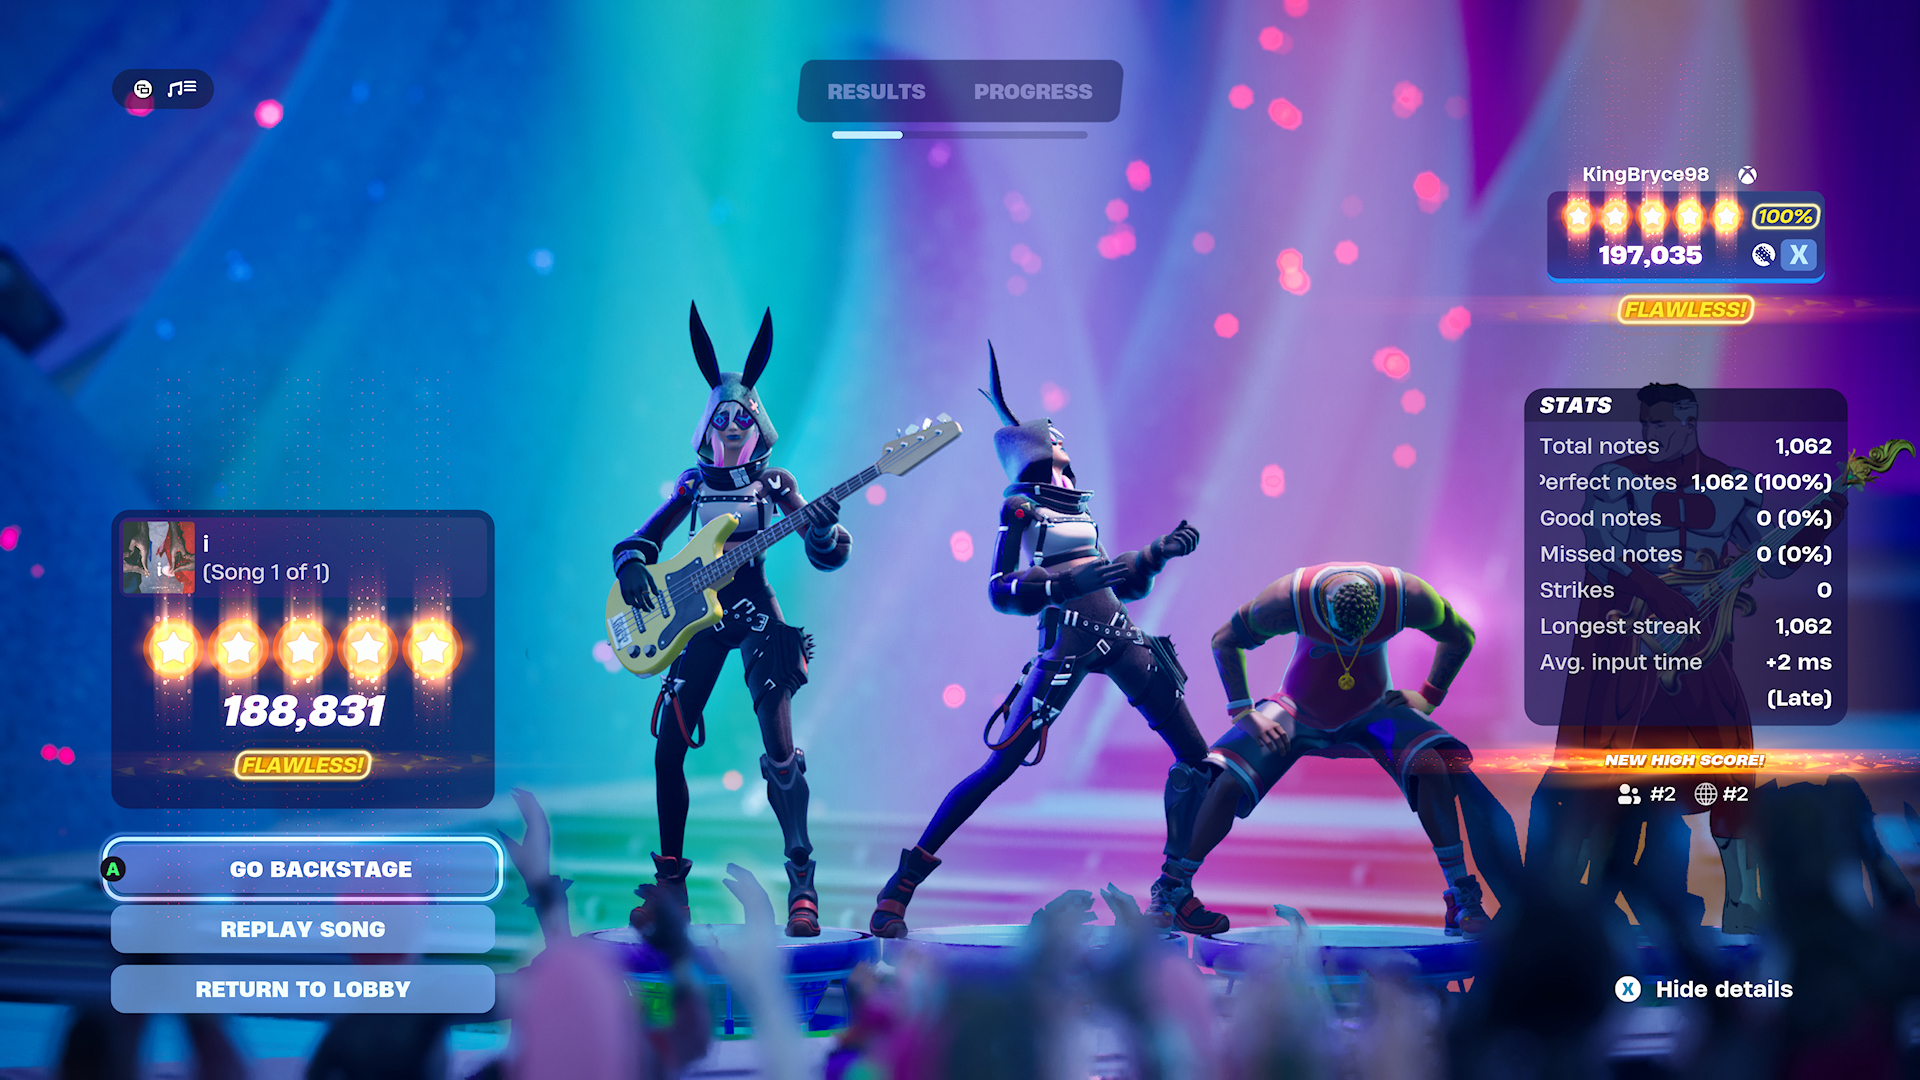 RESULTS PROGRESS
KingBryce98
100%
197,035
X
FLAWLESS!
STATS
Total notes 1,062
Perfect notes 1,062 (100%)
Good notes 0 (0%)
Missed notes 0 (0%)
Strikes 0
Longest streak 1,062
Avg. input time +2 ms
(Late)
NEW HIGH SCORE!
#2 #2
i
i
(Song 1 of 1)
188,831
FLAWLESS!
A GO BACKSTAGE
REPLAY SONG
RETURN TO LOBBY
X Hide details